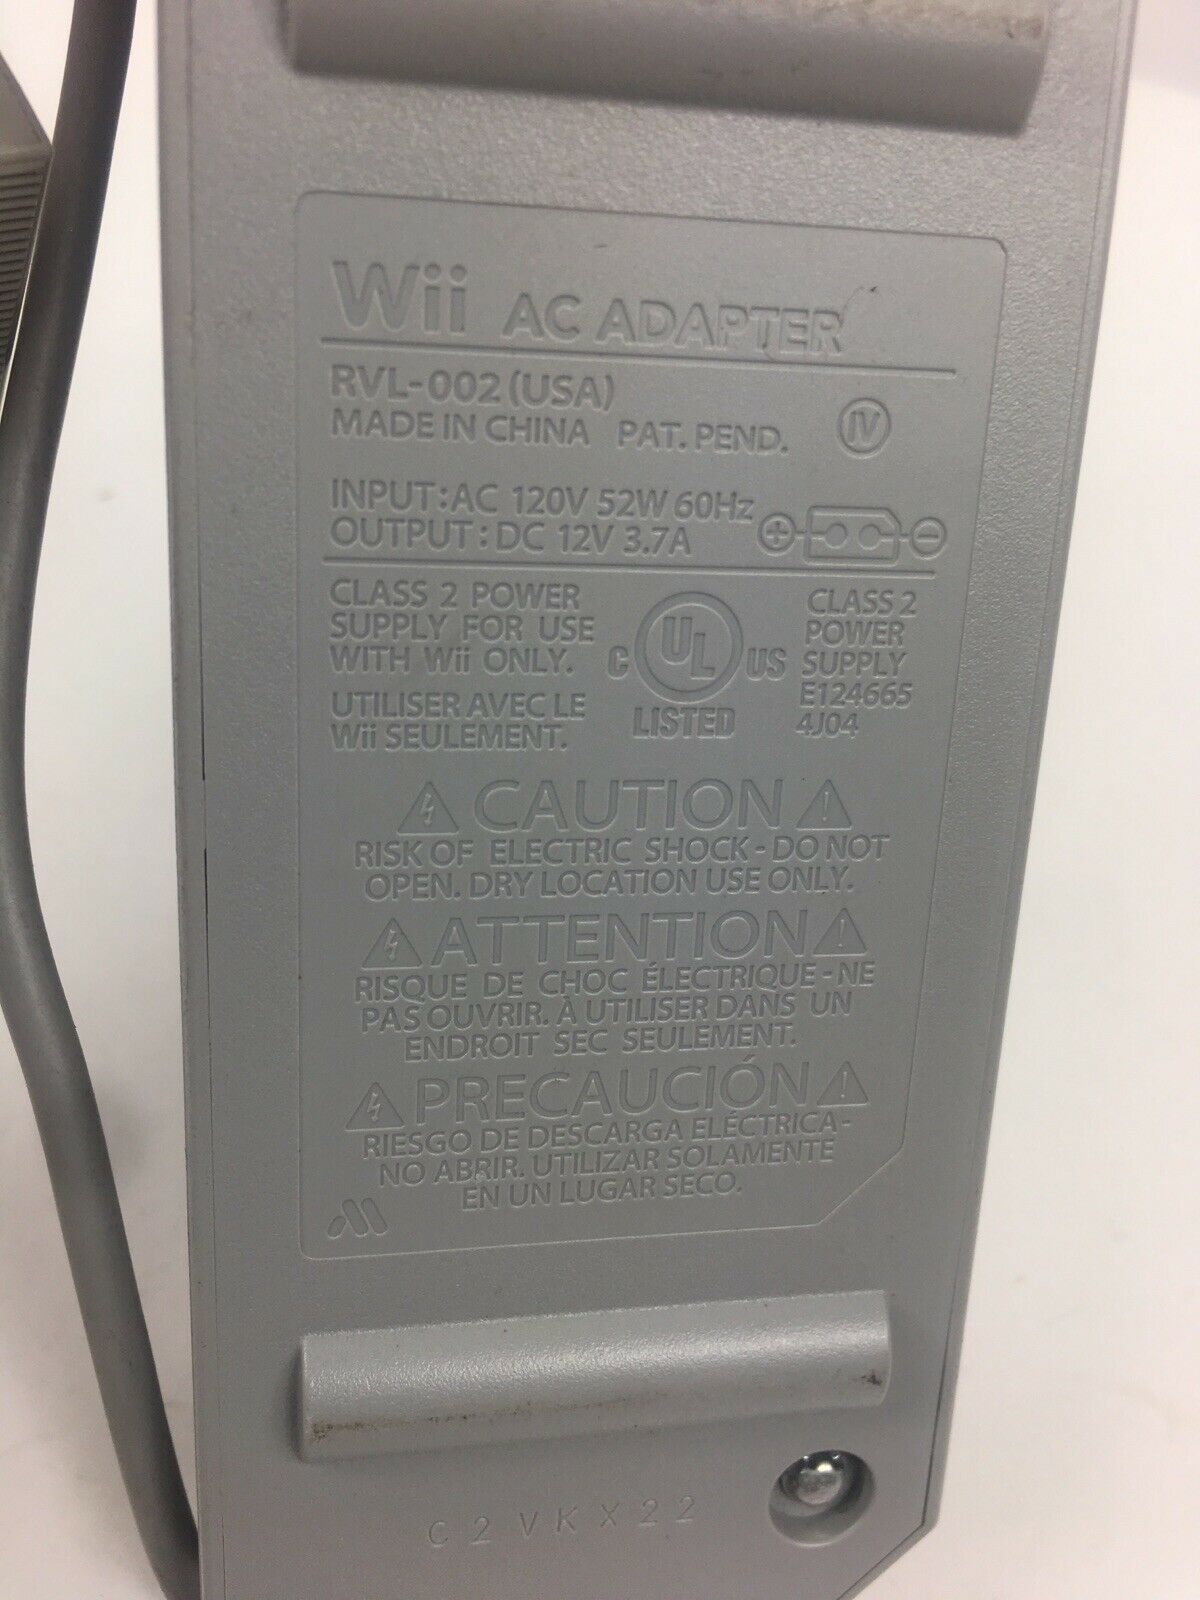 Wii AC ADAPTER
RVL-002 (USA)
MADE IN CHINA PAT. PEND. IV
INPUT: AC 120V 52W 60Hz
OUTPUT: DC 12V 3.7A
CLASS 2 POWER
SUPPLY FOR USE
WITH Wii ONLY.
UTILISER AVEC LE
Wii SEULEMENT.
C UL US
LISTED
CLASS 2
POWER
SUPPLY
E124665
4J04
CAUTION
RISK OF ELECTRIC SHOCK - DO NOT
OPEN. DRY LOCATION USE ONLY.
ATTENTION
RISQUE DE CHOC ÉLECTRIQUE - NE
PAS OUVRIR. À UTILISER DANS UN
ENDROIT SEC SEULEMENT.
PRECAUCIÓN
RIESGO DE DESCARGA ELÉCTRICA -
NO ABRIR. UTILIZAR SOLAMENTE
EN UN LUGAR SECO.
C2VKX22